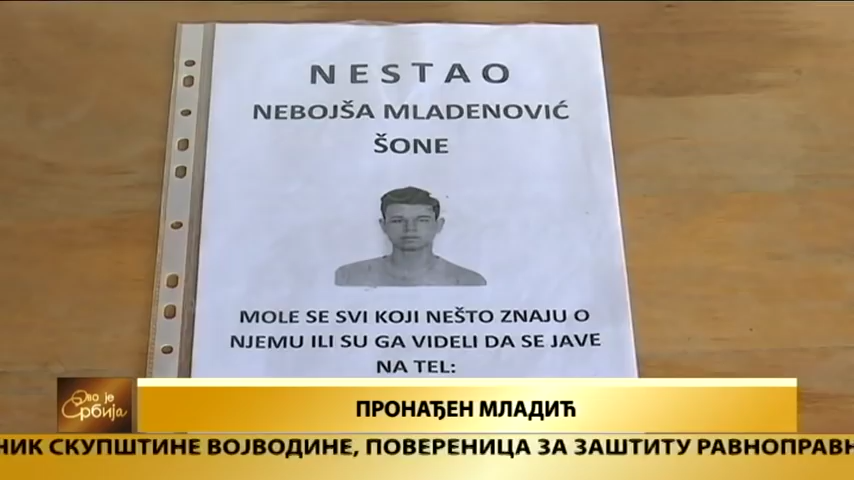 NESTAO
NEBOJŠA MLADENOVIĆ
ŠONE
MOLE SE SVI KOJI NEŠTO ZNAJU O
NJEMU ILI SU GA VIDELI DA SE JAVE
NA TEL:
Ово је
Србија
ПРОНАЂЕН МЛАДИЋ
НИК СКУПШТИНЕ ВОЈВОДИНЕ, ПОВЕРЕНИЦА ЗА ЗАШТИТУ РАВНОПРАВН